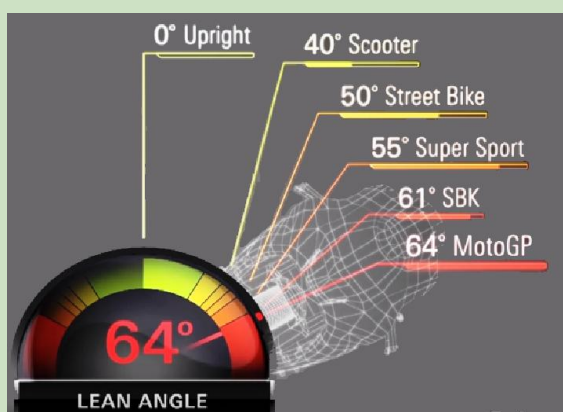 0° Upright
40° Scooter
50° Street Bike
55° Super Sport
61° SBK
64° MotoGP
64°
LEAN ANGLE